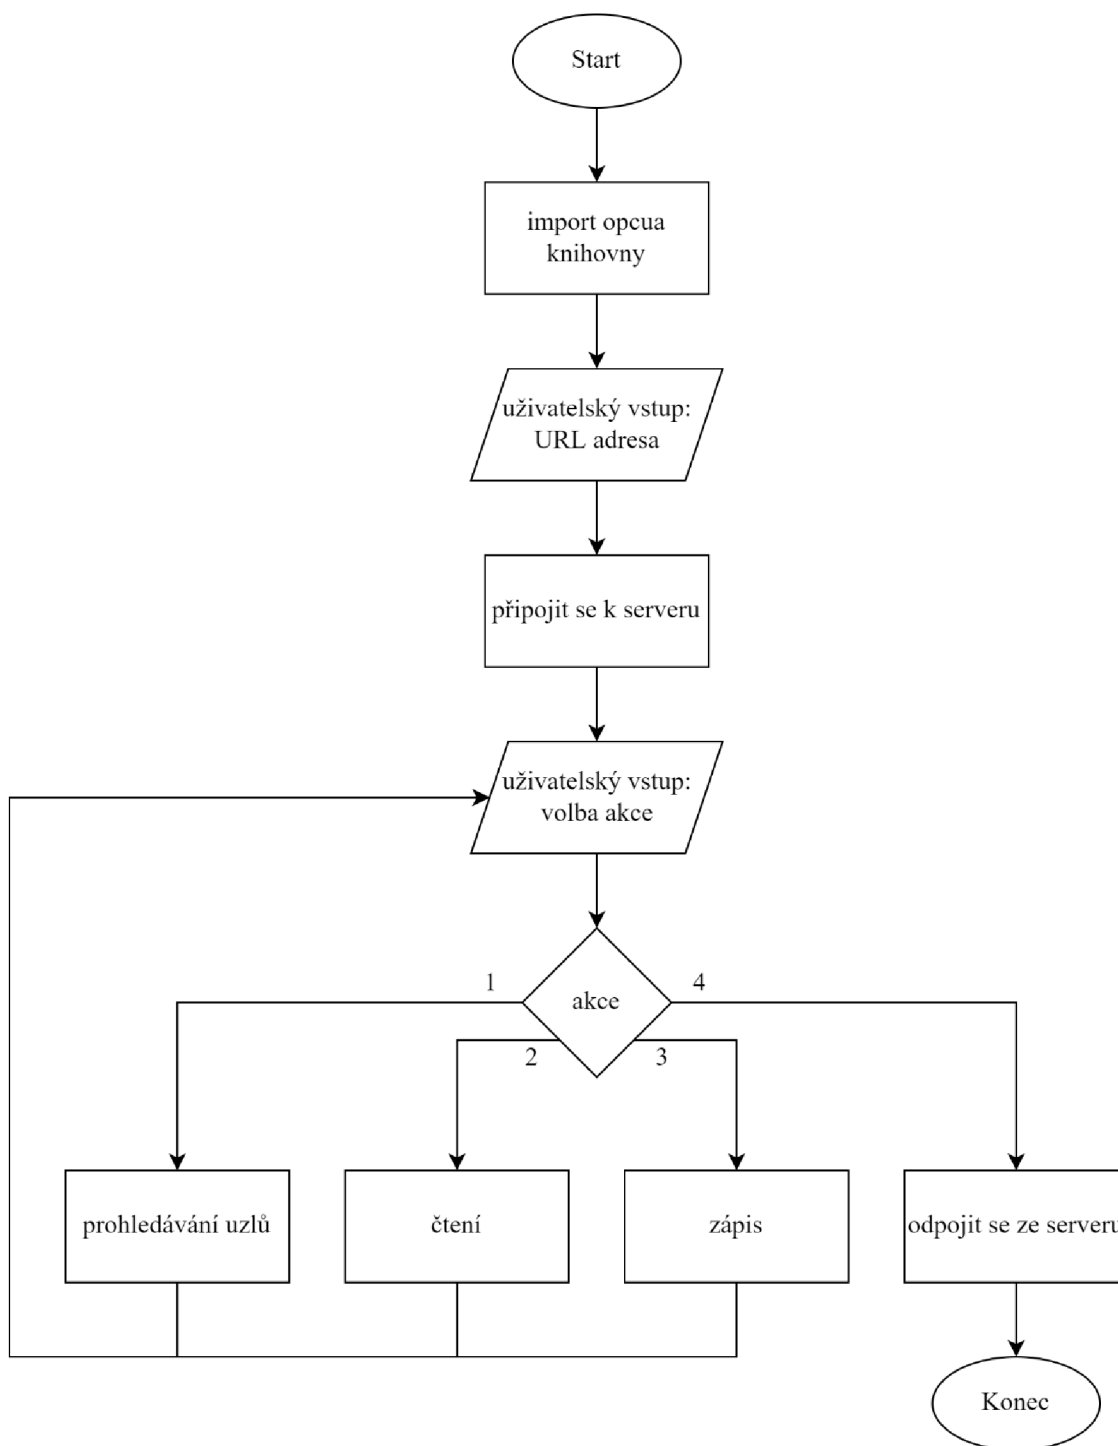 Start
import opcua
knihovny
uživatelský vstup:
URL adresa
připojit se k serveru
uživatelský vstup:
volba akce
akce
1
4
2
3
prohledávání uzlů
čtení
zápis
odpojit se ze serveru
Konec